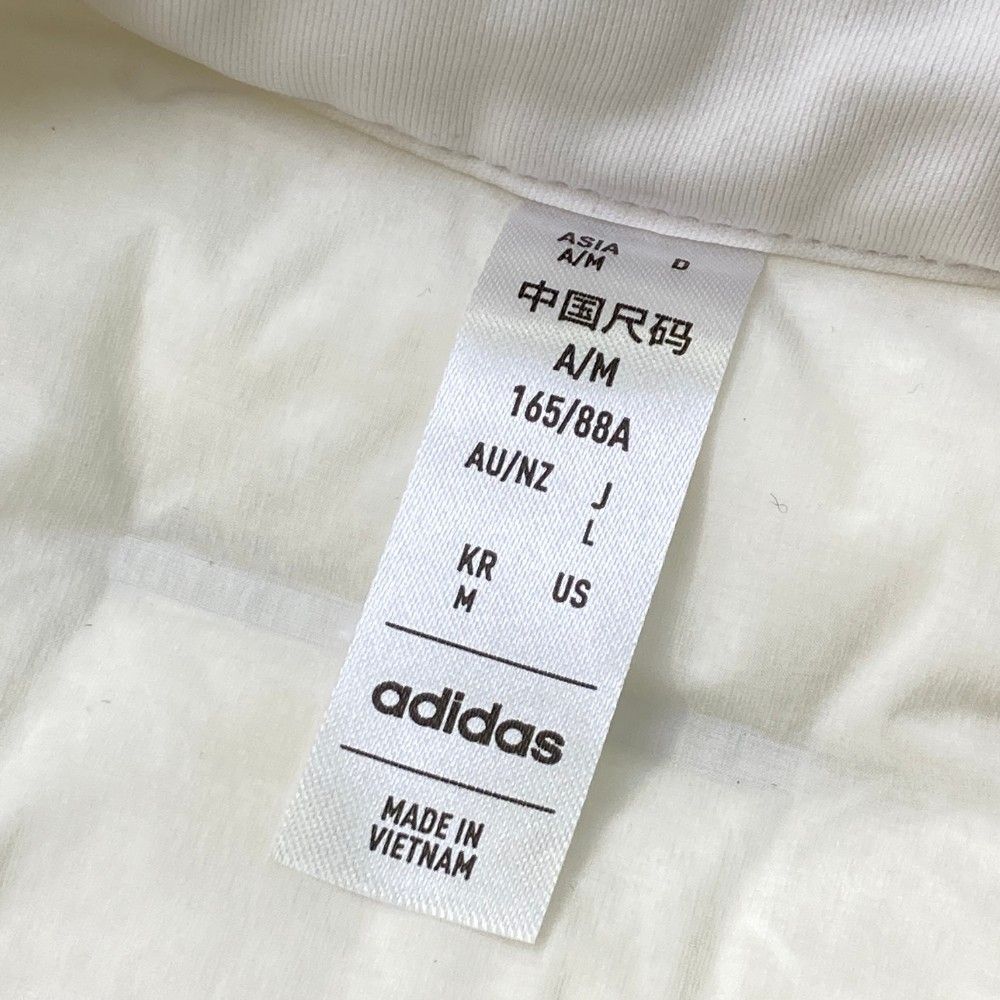 ASIA D
A/M
中国尺码
A/M
165/88A
AU/NZ J
L
KR US
M
adidas
MADE IN
VIETNAM